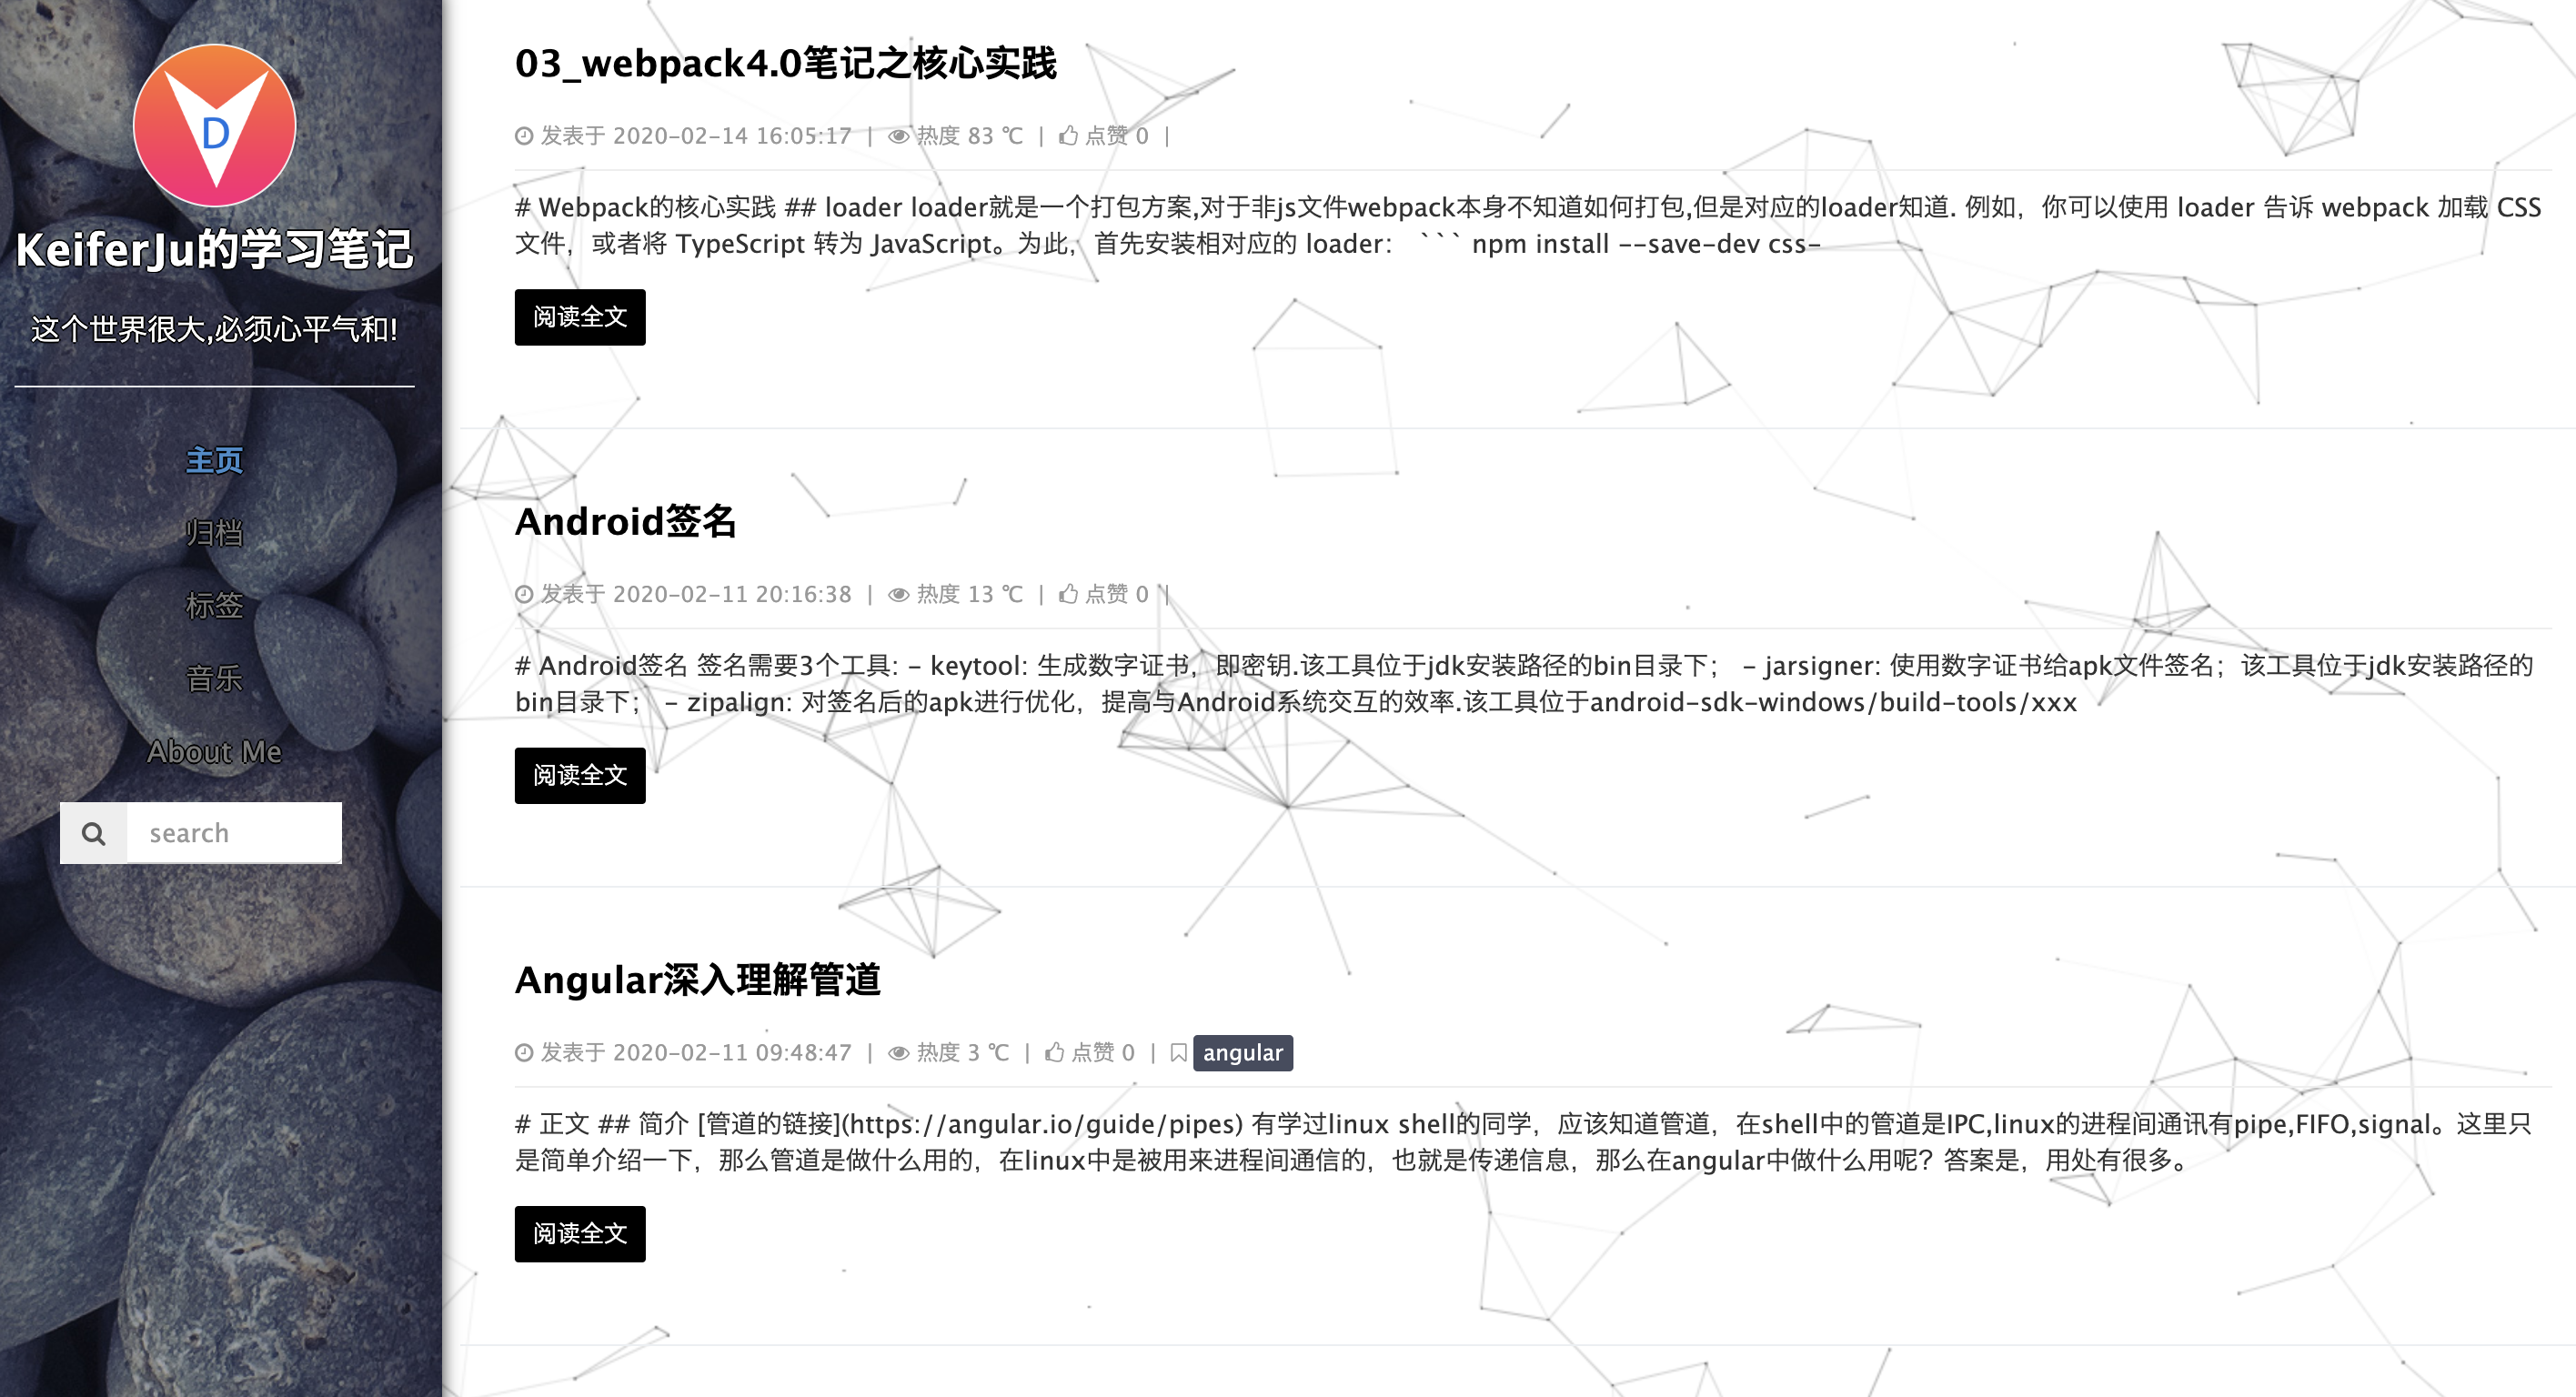 D
KeiferJu的学习笔记
这个世界很大,必须心平气和!
主页
归档
标签
音乐
About Me
search
03_webpack4.0笔记之核心实践
发表于 2020-02-14 16:05:17 | 热度 83 ℃ | 点赞 0 |
# Webpack的核心实践 ## loader loader就是一个打包方案,对于非js文件webpack本身不知道如何打包,但是对应的loader知道. 例如，你可以使用 loader 告诉 webpack 加载 CSS
文件，或者将 TypeScript 转为 JavaScript。为此，首先安装相对应的 loader： ``` npm install --save-dev css-
阅读全文
Android签名
发表于 2020-02-11 20:16:38 | 热度 13 ℃ | 点赞 0 |
# Android签名 签名需要3个工具: - keytool: 生成数字证书，即密钥.该工具位于jdk安装路径的bin目录下； - jarsigner: 使用数字证书给apk文件签名；该工具位于jdk安装路径的
bin目录下； - zipalign: 对签名后的apk进行优化，提高与Android系统交互的效率.该工具位于android-sdk-windows/build-tools/xxx
阅读全文
Angular深入理解管道
发表于 2020-02-11 09:48:47 | 热度 3 ℃ | 点赞 0 | angular
# 正文 ## 简介 [管道的链接](https://angular.io/guide/pipes) 有学过linux shell的同学，应该知道管道，在shell中的管道是IPC,linux的进程间通讯有pipe,FIFO,signal。这里只
是简单介绍一下，那么管道是做什么用的，在linux中是被用来进程间通信的，也就是传递信息，那么在angular中做什么用呢？答案是，用处有很多。
阅读全文